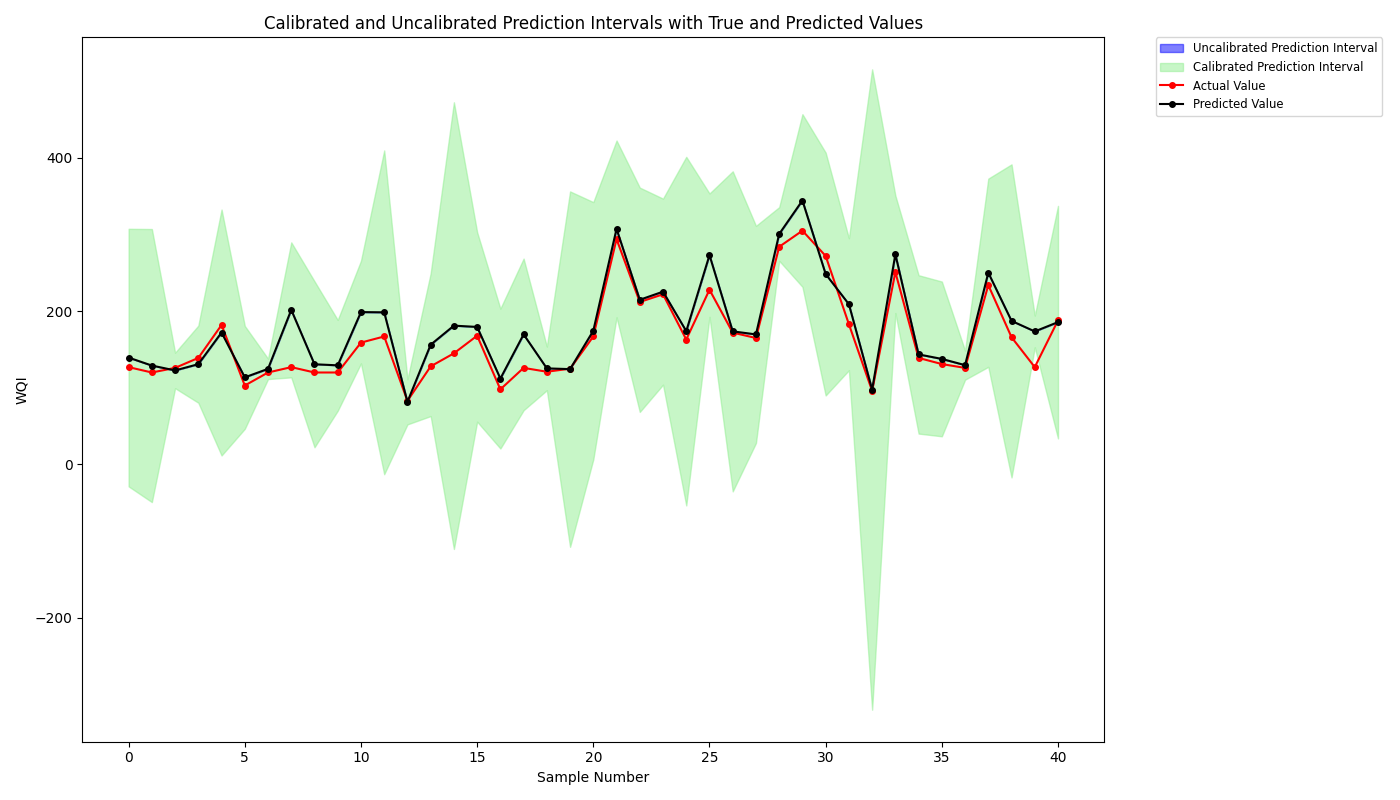 Calibrated and Uncalibrated Prediction Intervals with True and Predicted Values
Uncalibrated Prediction Interval
Calibrated Prediction Interval
Actual Value
Predicted Value
WQI
400
200
0
−200
0 5 10 15 20 25 30 35 40
Sample Number